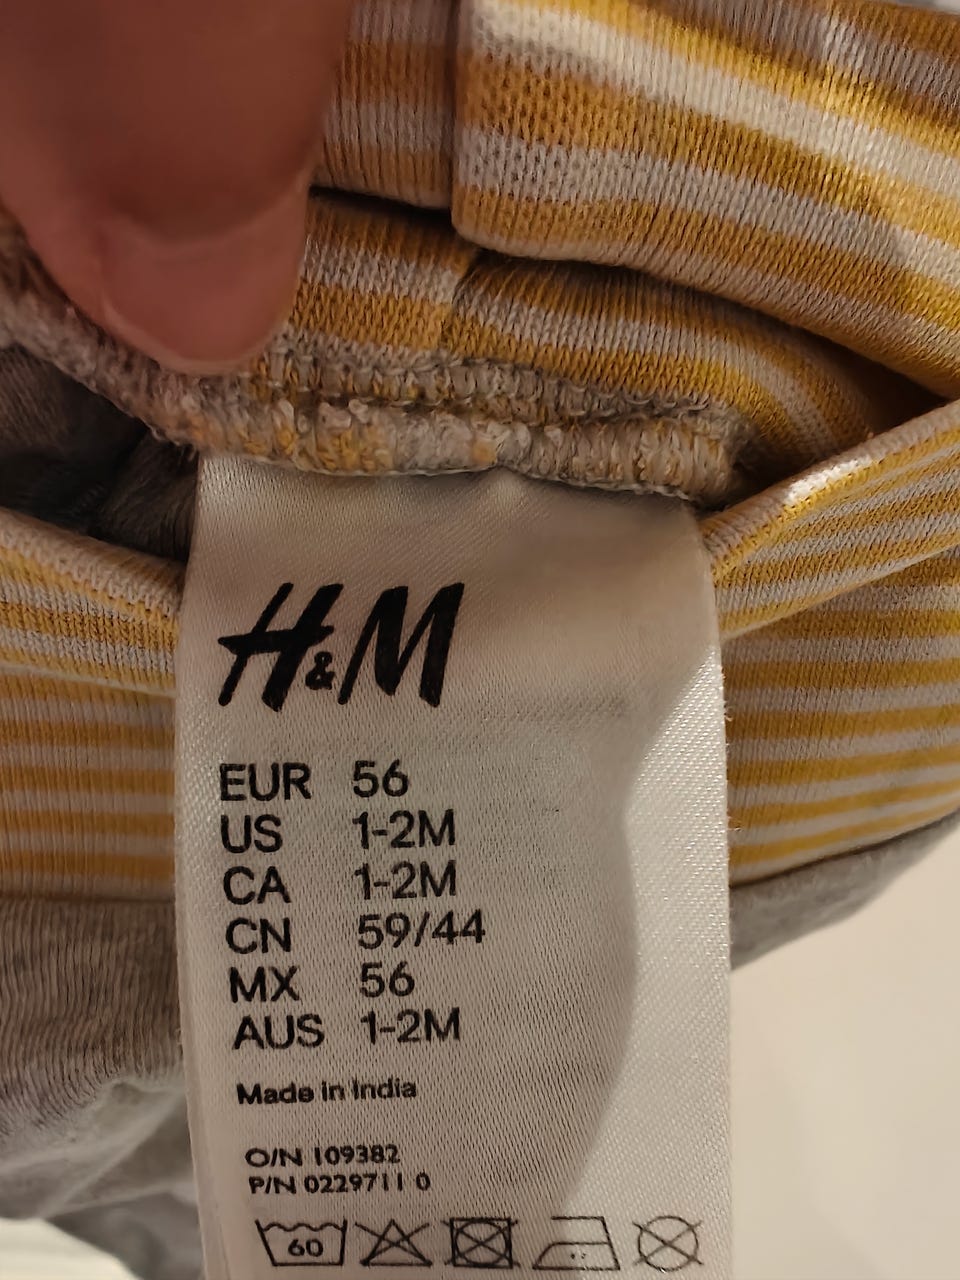 H&M
EUR 56
US 1-2M
CA 1-2M
CN 59/44
MX 56
AUS 1-2M
Made in India
O/N 109382
P/N 0229711 0
60